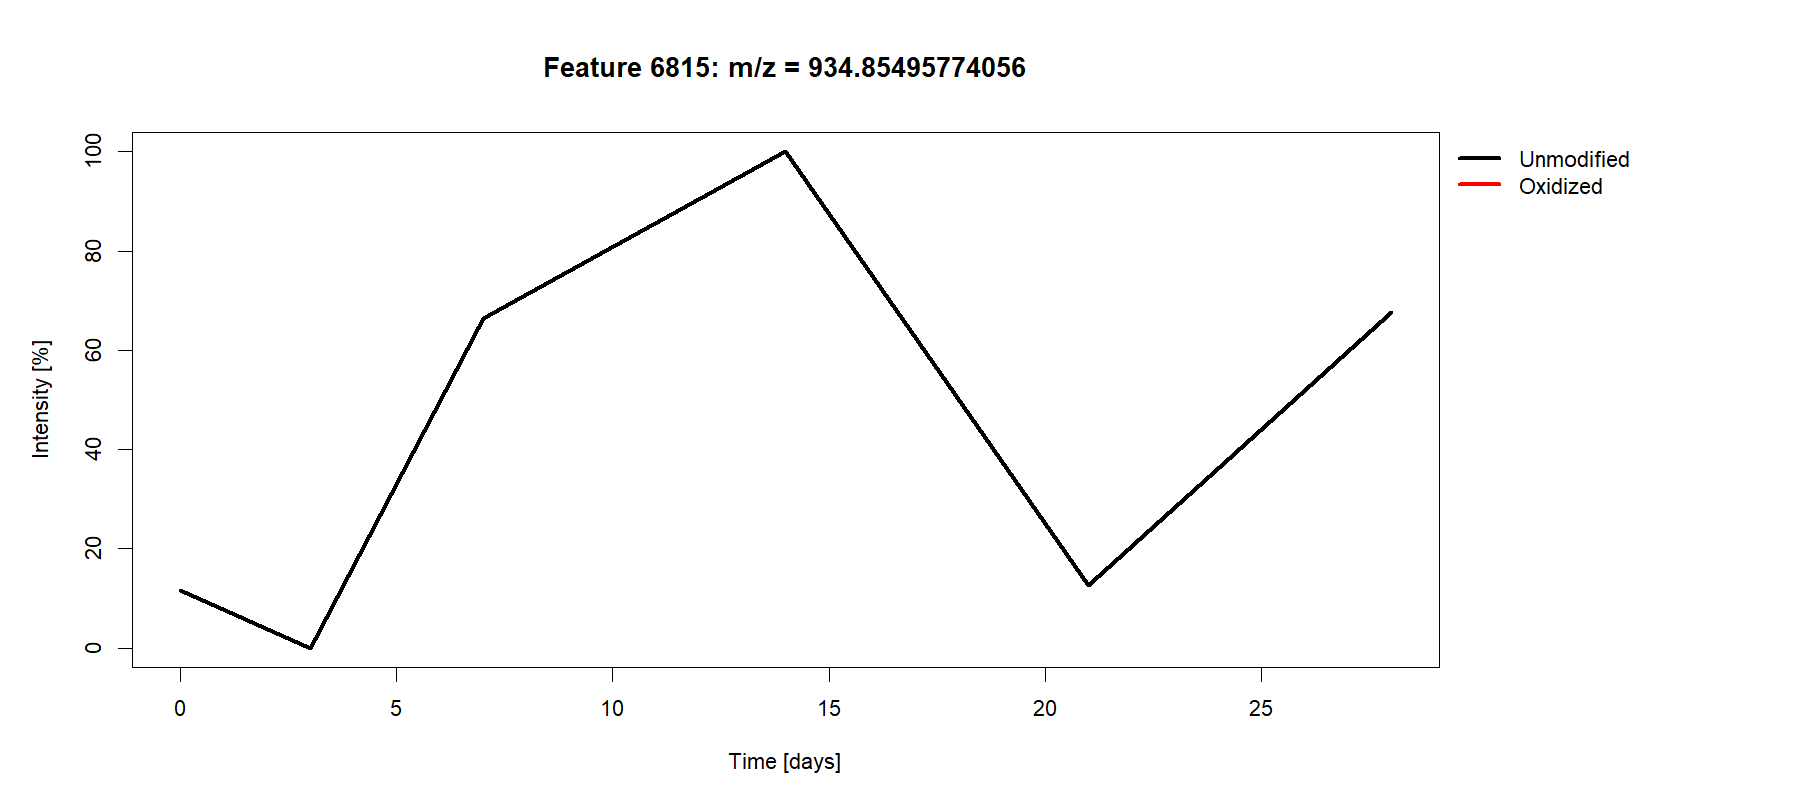 Feature 6815: m/z = 934.85495774056
Unmodified
Oxidized
Intensity [%]
100
80
60
40
20
0
0 5 10 15 20 25
Time [days]